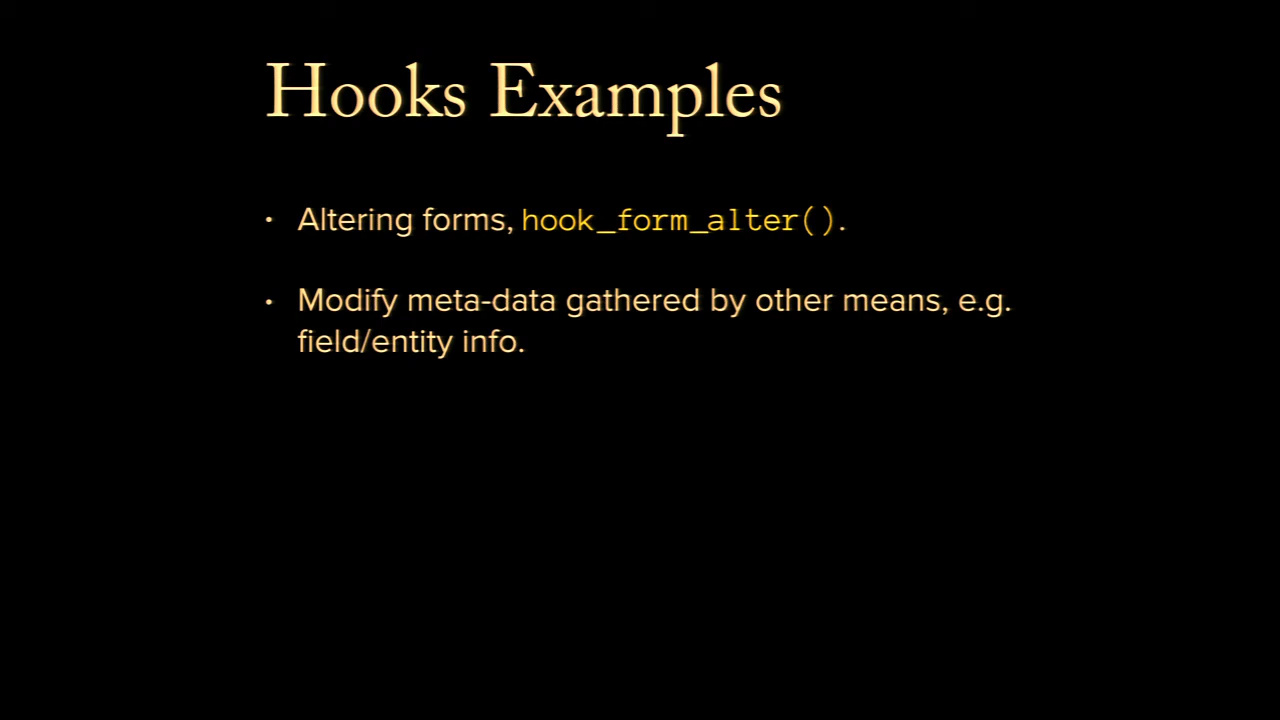 Hooks Examples
• Altering forms, hook_form_alter().
• Modify meta-data gathered by other means, e.g.
field/entity info.